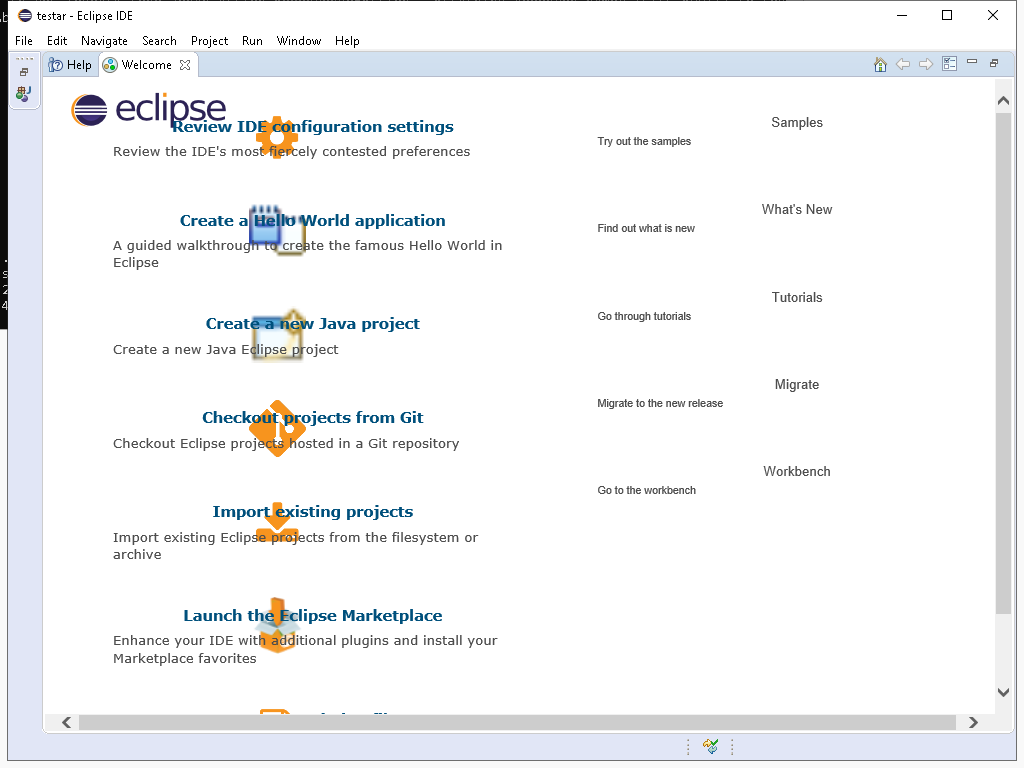 testar - Eclipse IDE
File Edit Navigate Search Project Run Window Help
Help Welcome
eclipse
Review IDE configuration settings
Review the IDE's most fiercely contested preferences
Create a Hello World application
A guided walkthrough to create the famous Hello World in
Eclipse
Create a new Java project
Create a new Java Eclipse project
Checkout projects from Git
Checkout Eclipse projects hosted in a Git repository
Import existing projects
Import existing Eclipse projects from the filesystem or
archive
Launch the Eclipse Marketplace
Enhance your IDE with additional plugins and install your
Marketplace favorites
Samples
Try out the samples
What's New
Find out what is new
Tutorials
Go through tutorials
Migrate
Migrate to the new release
Workbench
Go to the workbench